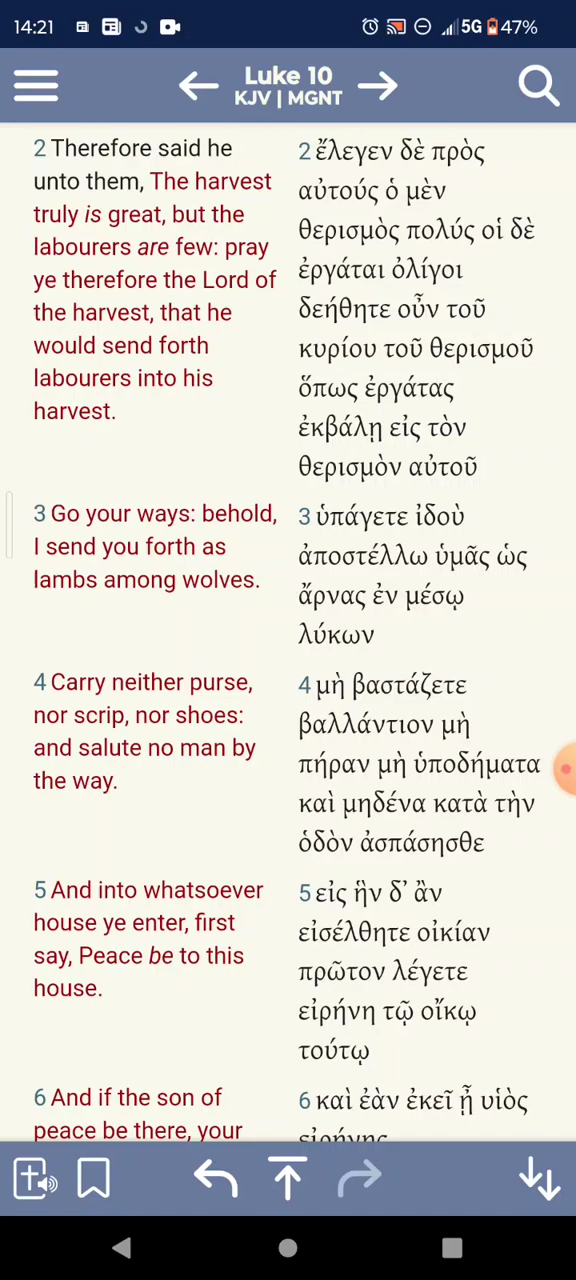 14:21
5G 47%
Luke 10
KJV | MGNT
2 Therefore said he
unto them, The harvest
truly is great, but the
labourers are few: pray
ye therefore the Lord of
the harvest, that he
would send forth
labourers into his
harvest.
2 ἔλεγεν δὲ πρὸς
αὐτούς ὁ μὲν
θερισμὸς πολύς οἱ δὲ
ἐργάται ὀλίγοι
δεήθητε οὖν τοῦ
κυρίου τοῦ θερισμοῦ
ὅπως ἐργάτας
ἐκβάλῃ εἰς τὸν
θερισμὸν αὐτοῦ
3 Go your ways: behold,
I send you forth as
lambs among wolves.
3 ὑπάγετε ἰδοὺ
ἀποστέλλω ὑμᾶς ὡς
ἄρνας ἐν μέσῳ
λύκων
4 Carry neither purse,
nor scrip, nor shoes:
and salute no man by
the way.
4 μὴ βαστάζετε
βαλλάντιον μὴ
πήραν μὴ ὑποδήματα
καὶ μηδένα κατὰ τὴν
ὁδὸν ἀσπάσησθε
5 And into whatsoever
house ye enter, first
say, Peace be to this
house.
5 εἰς ἣν δ᾽ ἂν
εἰσέλθητε οἰκίαν
πρῶτον λέγετε
εἰρήνη τῷ οἴκῳ
τούτῳ
6 And if the son of
peace be there, your
6 καὶ ἐὰν ἐκεῖ ᾖ υἱὸς
εἰρήνης